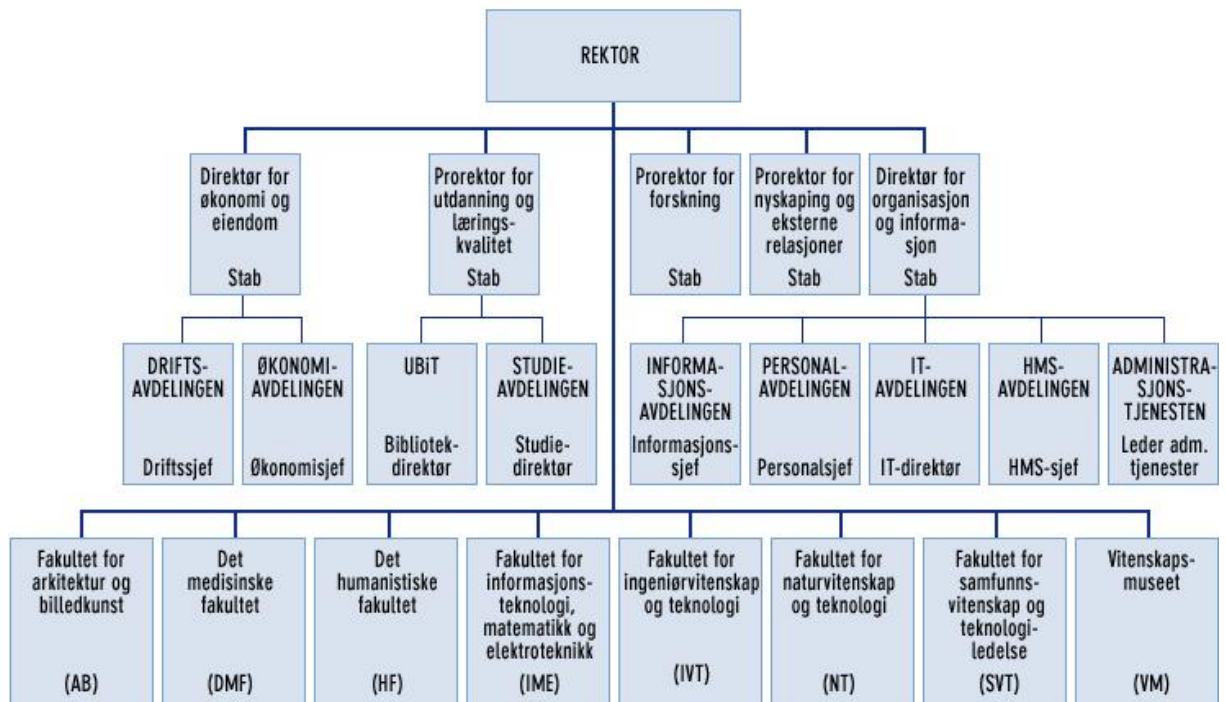 REKTOR
Direktør for
økonomi og
eiendom
Stab
Prorektor for
utdanning og
lærings-
kvalitet
Stab
Prorektor for
forskning
Stab
Prorektor for
nyskaping og
eksterne
relasjoner
Stab
Direktør for
organisasjon
og informa-
sjon
Stab
DRIFTS-
AVDELINGEN
Driftssjef
ØKONOMI-
AVDELINGEN
Økonomisjef
UBiT
Bibliotek-
direktør
STUDIE-
AVDELINGEN
Studie-
direktør
INFORMA-
SJONS-
AVDELINGEN
Informasjons-
sjef
PERSONAL-
AVDELINGEN
Personalsjef
IT-
AVDELINGEN
IT-direktør
HMS-
AVDELINGEN
HMS-sjef
ADMINISTRA-
SJONS-
TJENESTEN
Leder adm.
tjenester
Fakultet for
arkitektur og
billedkunst
(AB)
Det
medisinske
fakultet
(DMF)
Det
humanistiske
fakultet
(HF)
Fakultet for
informasjons-
teknologi,
matematikk og
elektroteknikk
(IME)
Fakultet for
ingeniørvitenskap
og teknologi
(IVT)
Fakultet for
naturvitenskap
og teknologi
(NT)
Fakultet for
samfunns-
vitenskap og
teknologi-
ledelse
(SVT)
Vitenskaps-
museet
(VM)